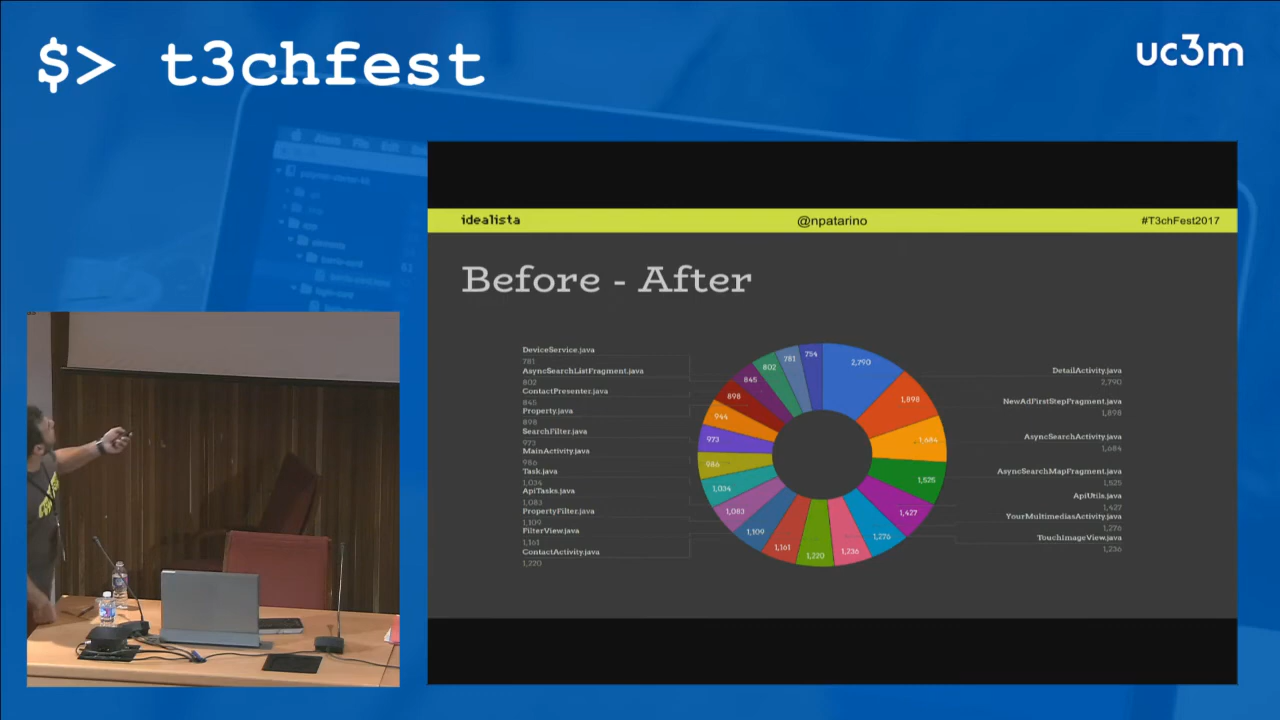 $> t3chfest
uc3m
idealista
@npatarino
#T3chFest2017
Before - After
DeviceService.java
781
AsyncSearchListFragment.java
802
ContactPresenter.java
845
Property.java
898
SearchFilter.java
973
MainActivity.java
986
Task.java
1,034
ApiTasks.java
1,083
PropertyFilter.java
1,109
FilterView.java
1,161
ContactActivity.java
1,220
2,790
1,898
1,684
1,525
1,427
1,276
1,236
1,220
1,161
1,109
1,083
1,034
986
973
944
898
845
802
781
754
DetailActivity.java
2,790
NewAdFirstStepFragment.java
1,898
AsyncSearchActivity.java
1,684
AsyncSearchMapFragment.java
1,525
ApiUtils.java
1,427
YourMultimediasActivity.java
1,276
TouchImageView.java
1,236